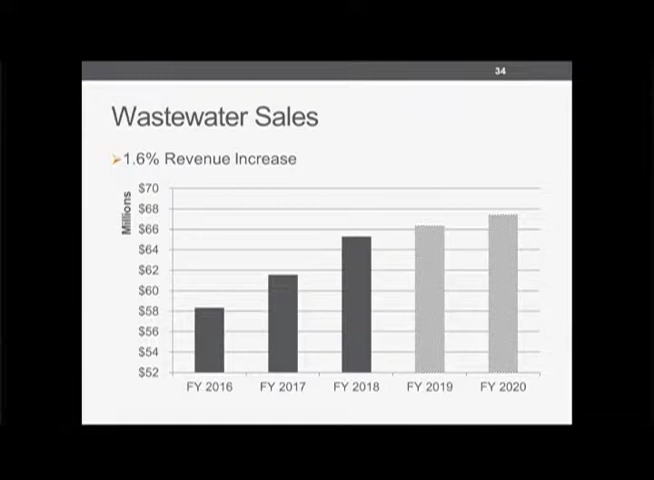 34
Wastewater Sales
➢1.6% Revenue Increase
Millions
$70
$68
$66
$64
$62
$60
$58
$56
$54
$52
FY 2016 FY 2017 FY 2018 FY 2019 FY 2020